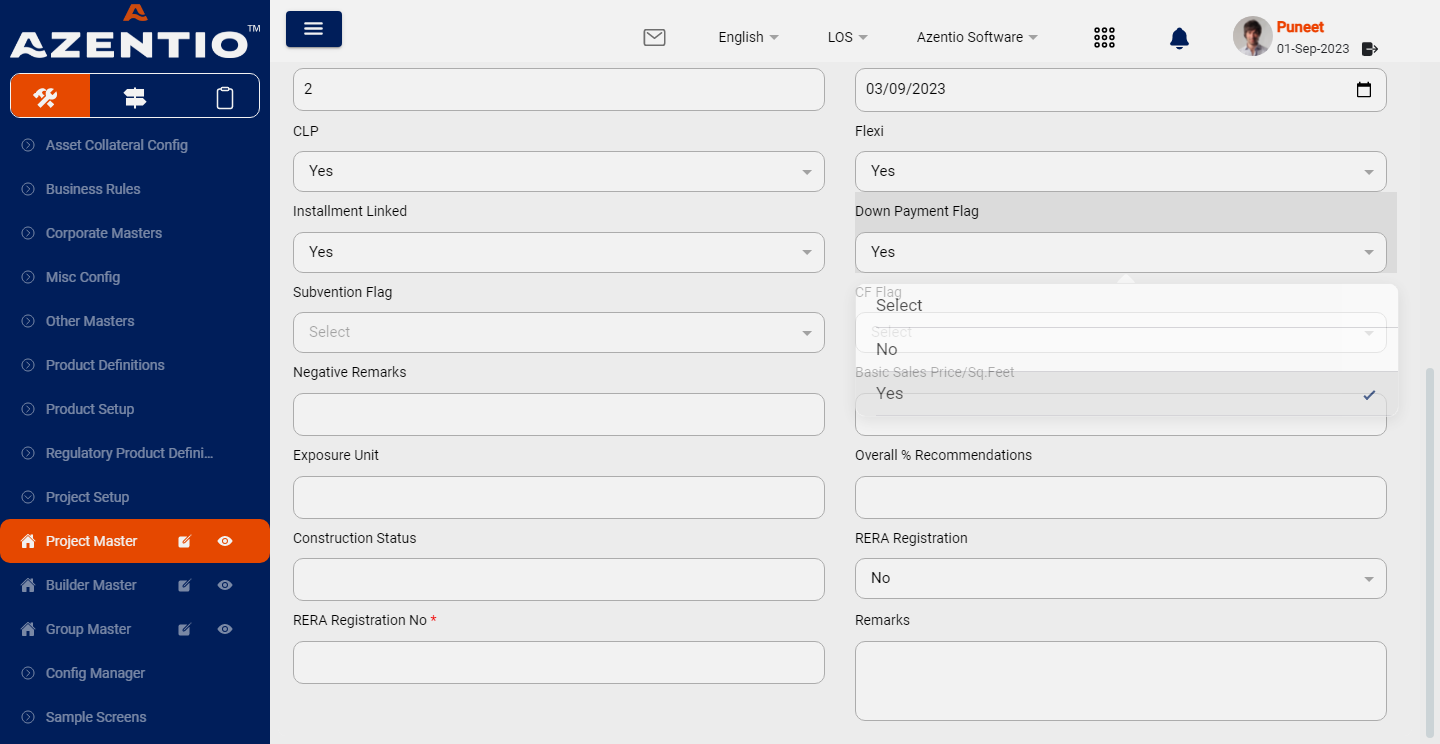 AZENTIO TM
English
LOS
Azentio Software
Puneet
01-Sep-2023
Asset Collateral Config
Business Rules
Corporate Masters
Misc Config
Other Masters
Product Definitions
Product Setup
Regulatory Product Defini...
Project Setup
Project Master
Builder Master
Group Master
Config Manager
Sample Screens
2
03/09/2023
CLP
Flexi
Yes
Yes
Installment Linked
Down Payment Flag
Yes
Yes
Subvention Flag
CF Flag
Select
Select
Select
No
Negative Remarks
Basic Sales Price/Sq.Feet
Yes
Exposure Unit
Overall % Recommendations
Construction Status
RERA Registration
No
RERA Registration No *
Remarks